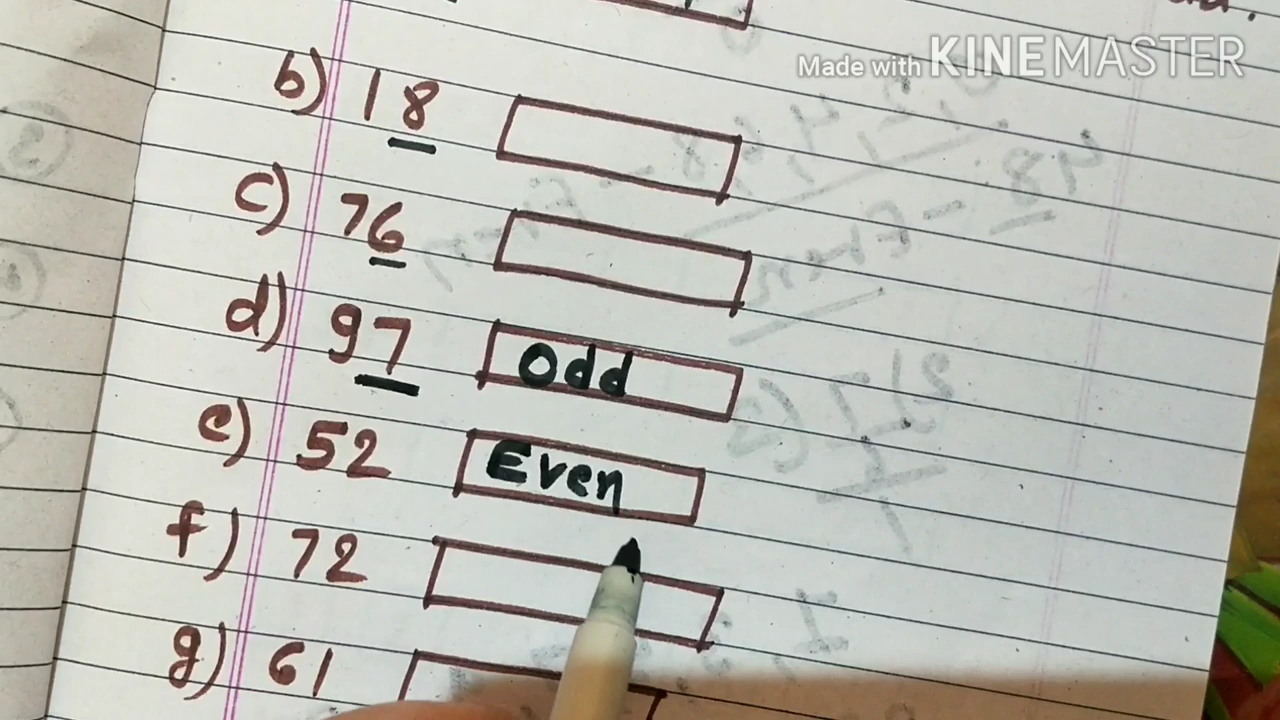 Made with KINEMASTER
b) 18
c) 76
d) 97 Odd
e) 52 Even
f) 72
g) 61